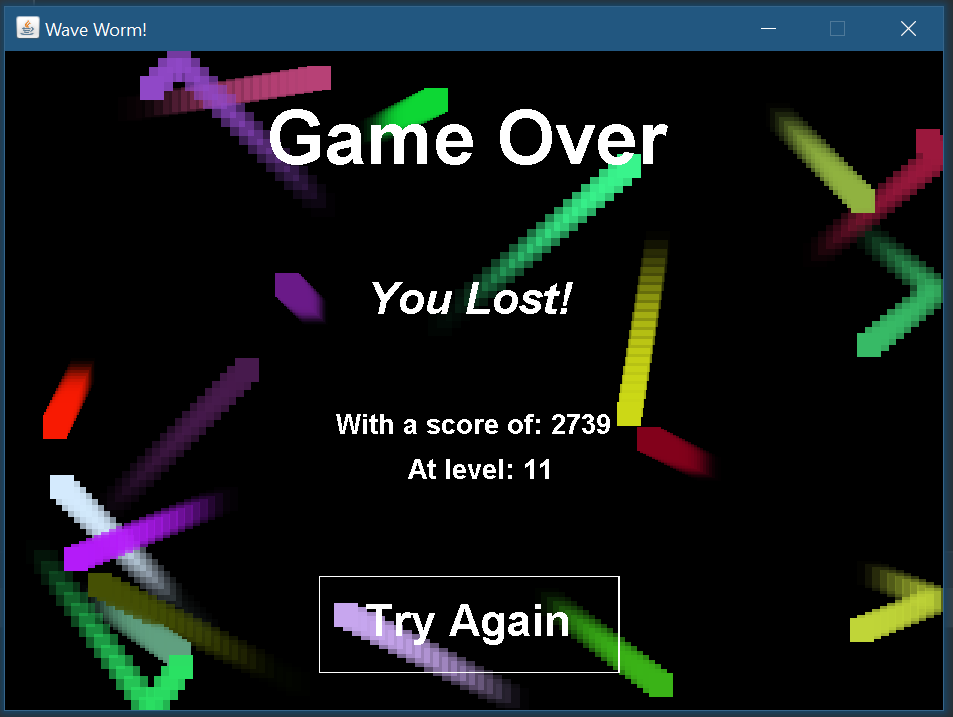 Wave Worm!
Game Over
You Lost!
With a score of: 2739
At level: 11
Try Again